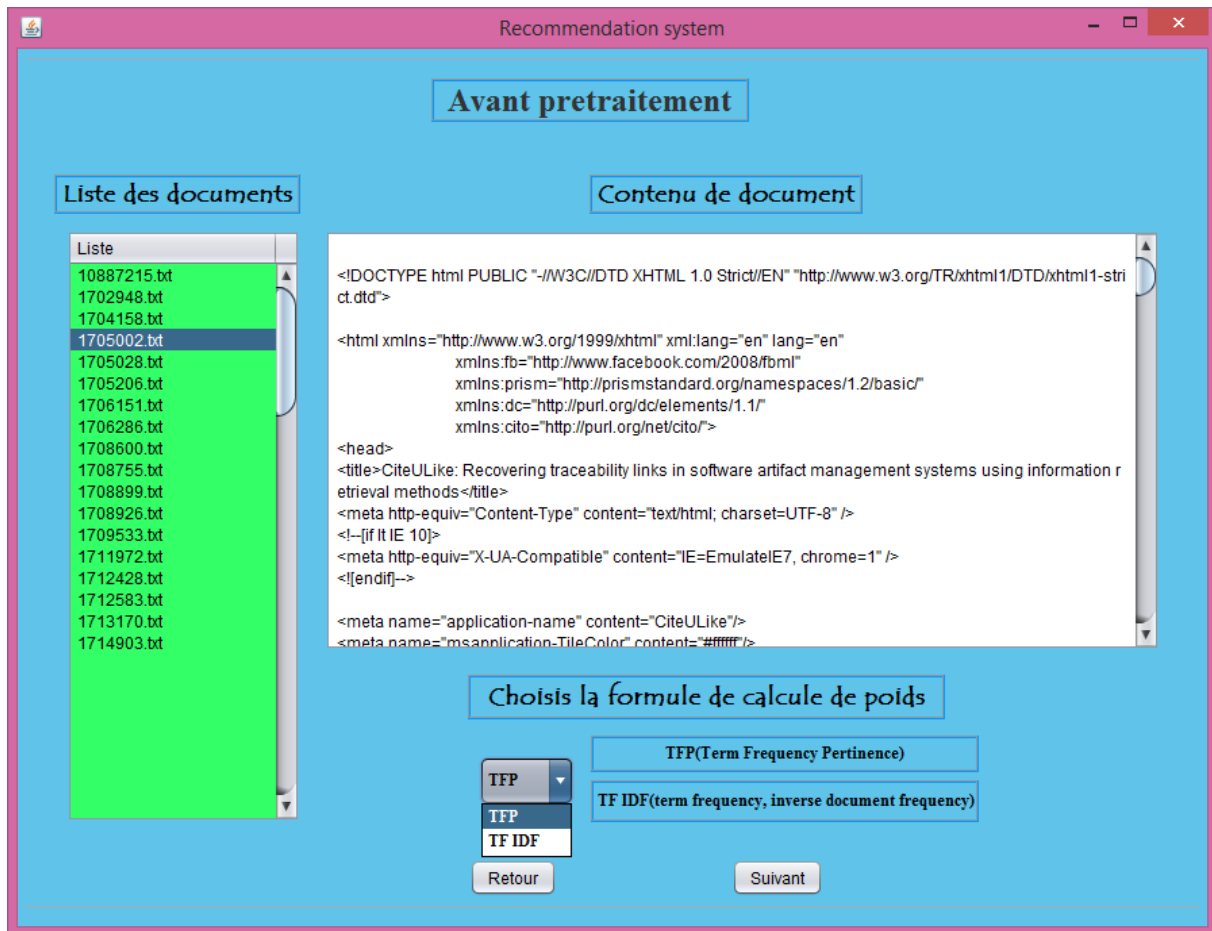 Recommendation system
Avant pretraitement
Liste des documents
Liste
10887215.txt
1702948.txt
1704158.txt
1705002.txt
1705028.txt
1705206.txt
1706151.txt
1706286.txt
1708600.txt
1708755.txt
1708899.txt
1708926.txt
1709533.txt
1711972.txt
1712428.txt
1712583.txt
1713170.txt
1714903.txt
Contenu de document
<!DOCTYPE html PUBLIC "-//W3C//DTD XHTML 1.0 Strict//EN" "http://www.w3.org/TR/xhtml1/DTD/xhtml1-stri
ct.dtd">
<html xmlns="http://www.w3.org/1999/xhtml" xml:lang="en" lang="en"
xmlns:fb="http://www.facebook.com/2008/fbml"
xmlns:prism="http://prismstandard.org/namespaces/1.2/basic/"
xmlns:dc="http://purl.org/dc/elements/1.1/"
xmlns:cito="http://purl.org/net/cito/">
<head>
<title>CiteULike: Recovering traceability links in software artifact management systems using information r
etrieval methods</title>
<meta http-equiv="Content-Type" content="text/html; charset=UTF-8" />
<!--[if lt IE 10]>
<meta http-equiv="X-UA-Compatible" content="IE=EmulateIE7, chrome=1" />
<![endif]-->
<meta name="application-name" content="CiteULike"/>
<meta name="msapplication-TileColor" content="#ffffff"/>
Choisis la formule de calcule de poids
TFP
TFP
TF IDF
TFP(Term Frequency Pertinence)
TF IDF(term frequency, inverse document frequency)
Retour
Suivant